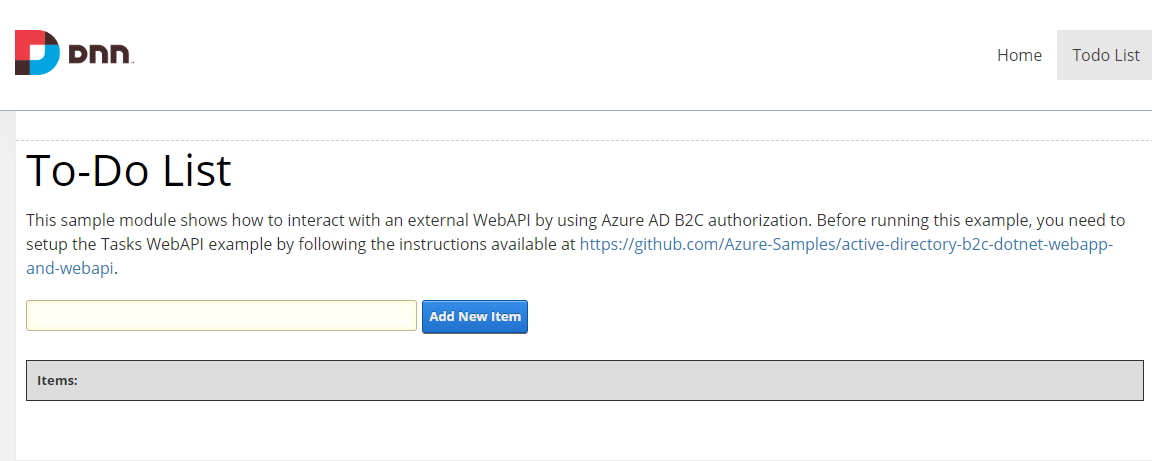 DNN
Home
Todo List
To-Do List
This sample module shows how to interact with an external WebAPI by using Azure AD B2C authorization. Before running this example, you need to
setup the Tasks WebAPI example by following the instructions available at https://github.com/Azure-Samples/active-directory-b2c-dotnet-webapp-
and-webapi.
Add New Item
Items: